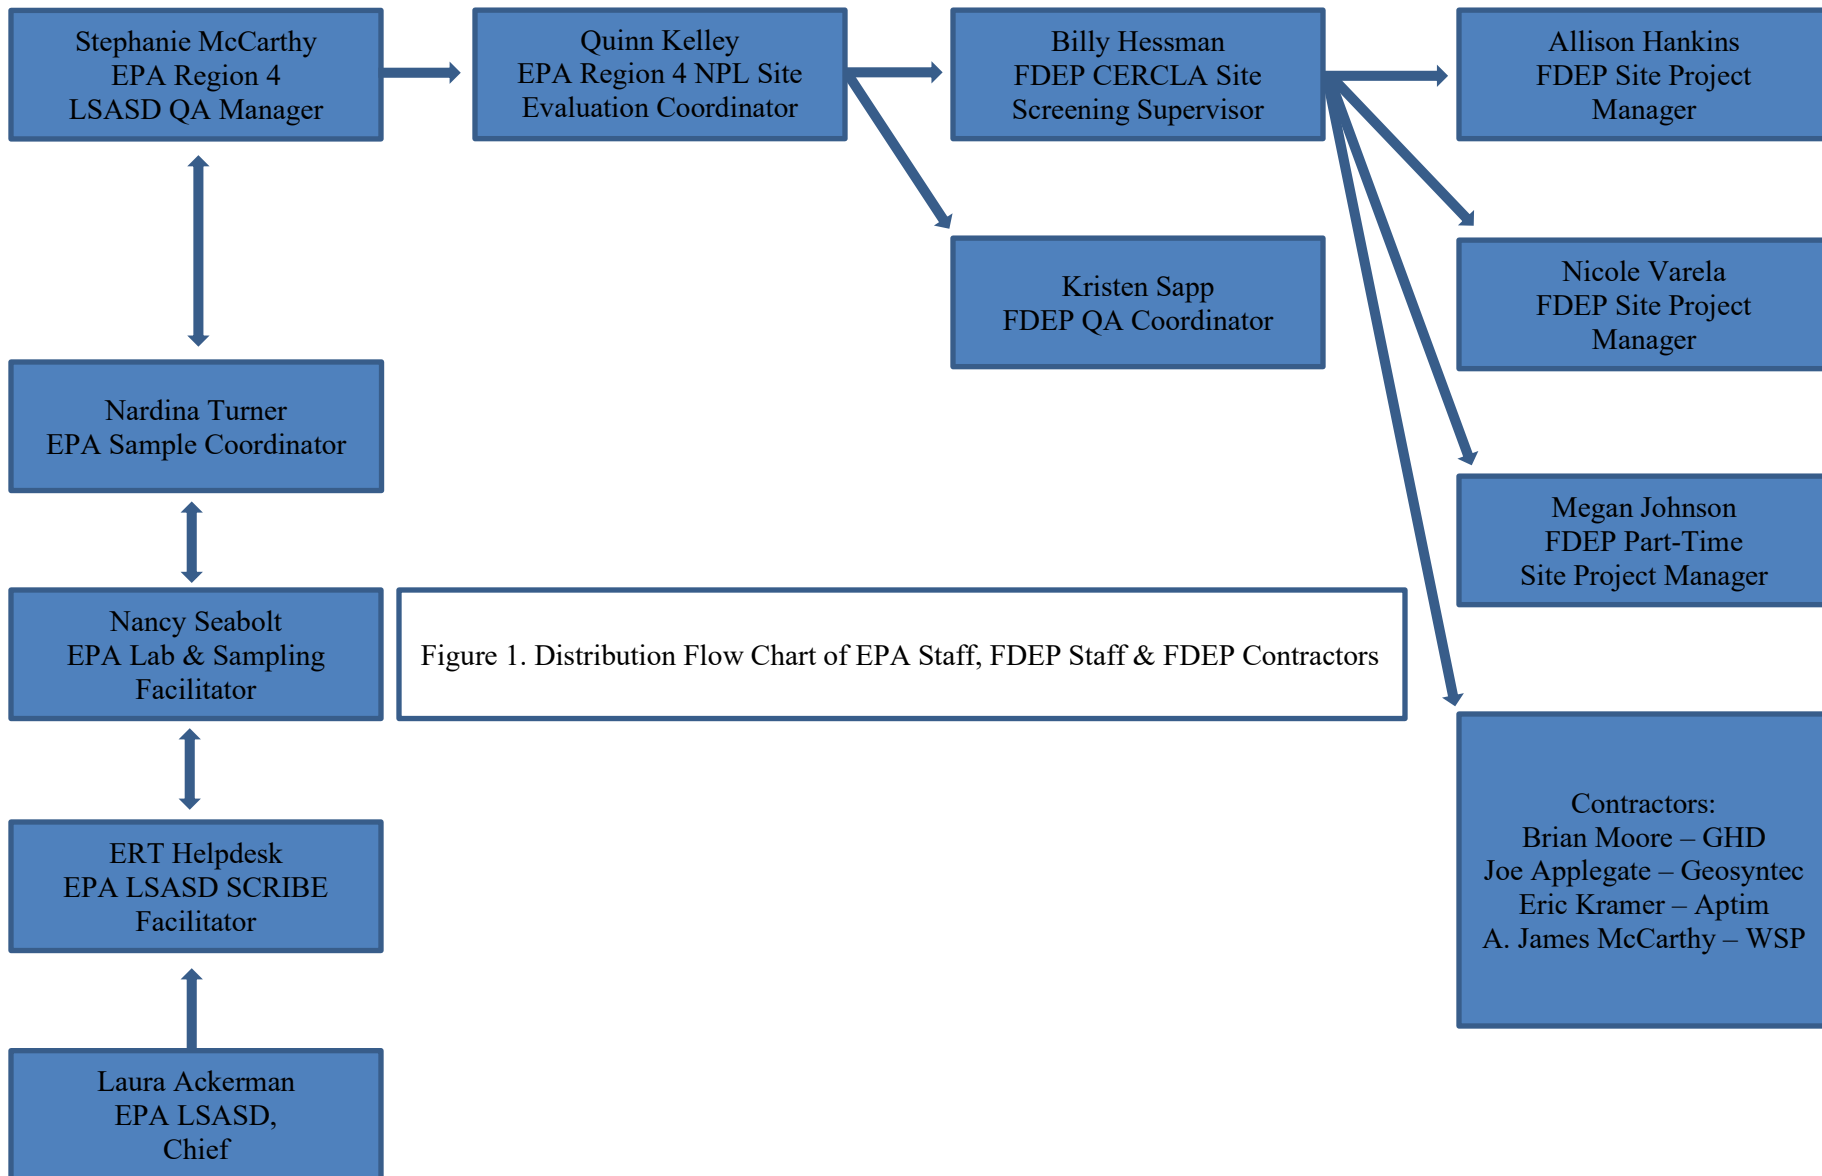 Stephanie McCarthy
EPA Region 4
LSASD QA Manager
Quinn Kelley
EPA Region 4 NPL Site
Evaluation Coordinator
Billy Hessman
FDEP CERCLA Site
Screening Supervisor
Allison Hankins
FDEP Site Project
Manager
Kristen Sapp
FDEP QA Coordinator
Nicole Varela
FDEP Site Project
Manager
Nardina Turner
EPA Sample Coordinator
Megan Johnson
FDEP Part-Time
Site Project Manager
Nancy Seabolt
EPA Lab & Sampling
Facilitator
Figure 1. Distribution Flow Chart of EPA Staff, FDEP Staff & FDEP Contractors
Contractors:
Brian Moore – GHD
Joe Applegate – Geosyntec
Eric Kramer – Aptim
A. James McCarthy – WSP
ERT Helpdesk
EPA LSASD SCRIBE
Facilitator
Laura Ackerman
EPA LSASD,
Chief